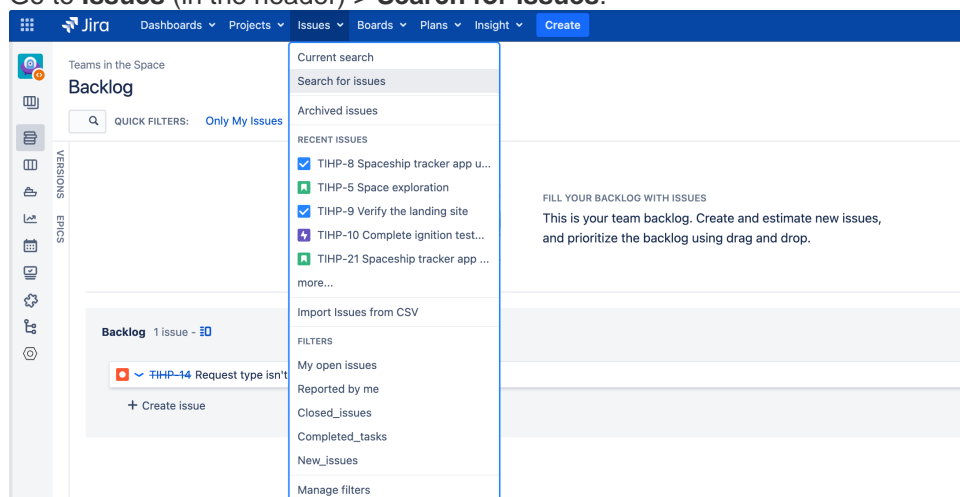 Go to Issues (in the header) > Search for issues.
Jira Dashboards Projects Issues Boards Plans Insight Create
Teams in the Space
Backlog
QUICK FILTERS: Only My Issues
VERSIONS
EPICS
Current search
Search for issues
Archived issues
RECENT ISSUES
TIHP-8 Spaceship tracker app u...
TIHP-5 Space exploration
TIHP-9 Verify the landing site
TIHP-10 Complete ignition test...
TIHP-21 Spaceship tracker app ...
more...
Import Issues from CSV
FILTERS
My open issues
Reported by me
Closed_issues
Completed_tasks
New_issues
Manage filters
FILL YOUR BACKLOG WITH ISSUES
This is your team backlog. Create and estimate new issues,
and prioritize the backlog using drag and drop.
Backlog 1 issue -
TIHP-14 Request type isn't
+ Create issue